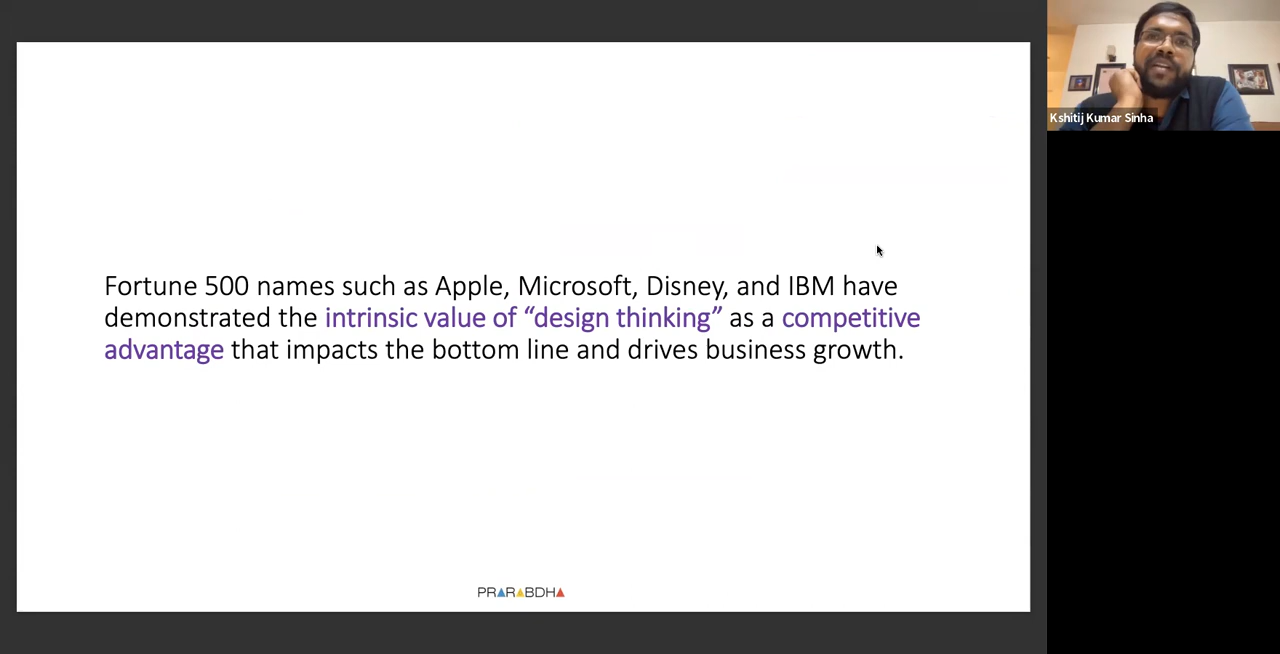 Fortune 500 names such as Apple, Microsoft, Disney, and IBM have
demonstrated the intrinsic value of “design thinking” as a competitive
advantage that impacts the bottom line and drives business growth.
PRARABDHA
Kshitij Kumar Sinha